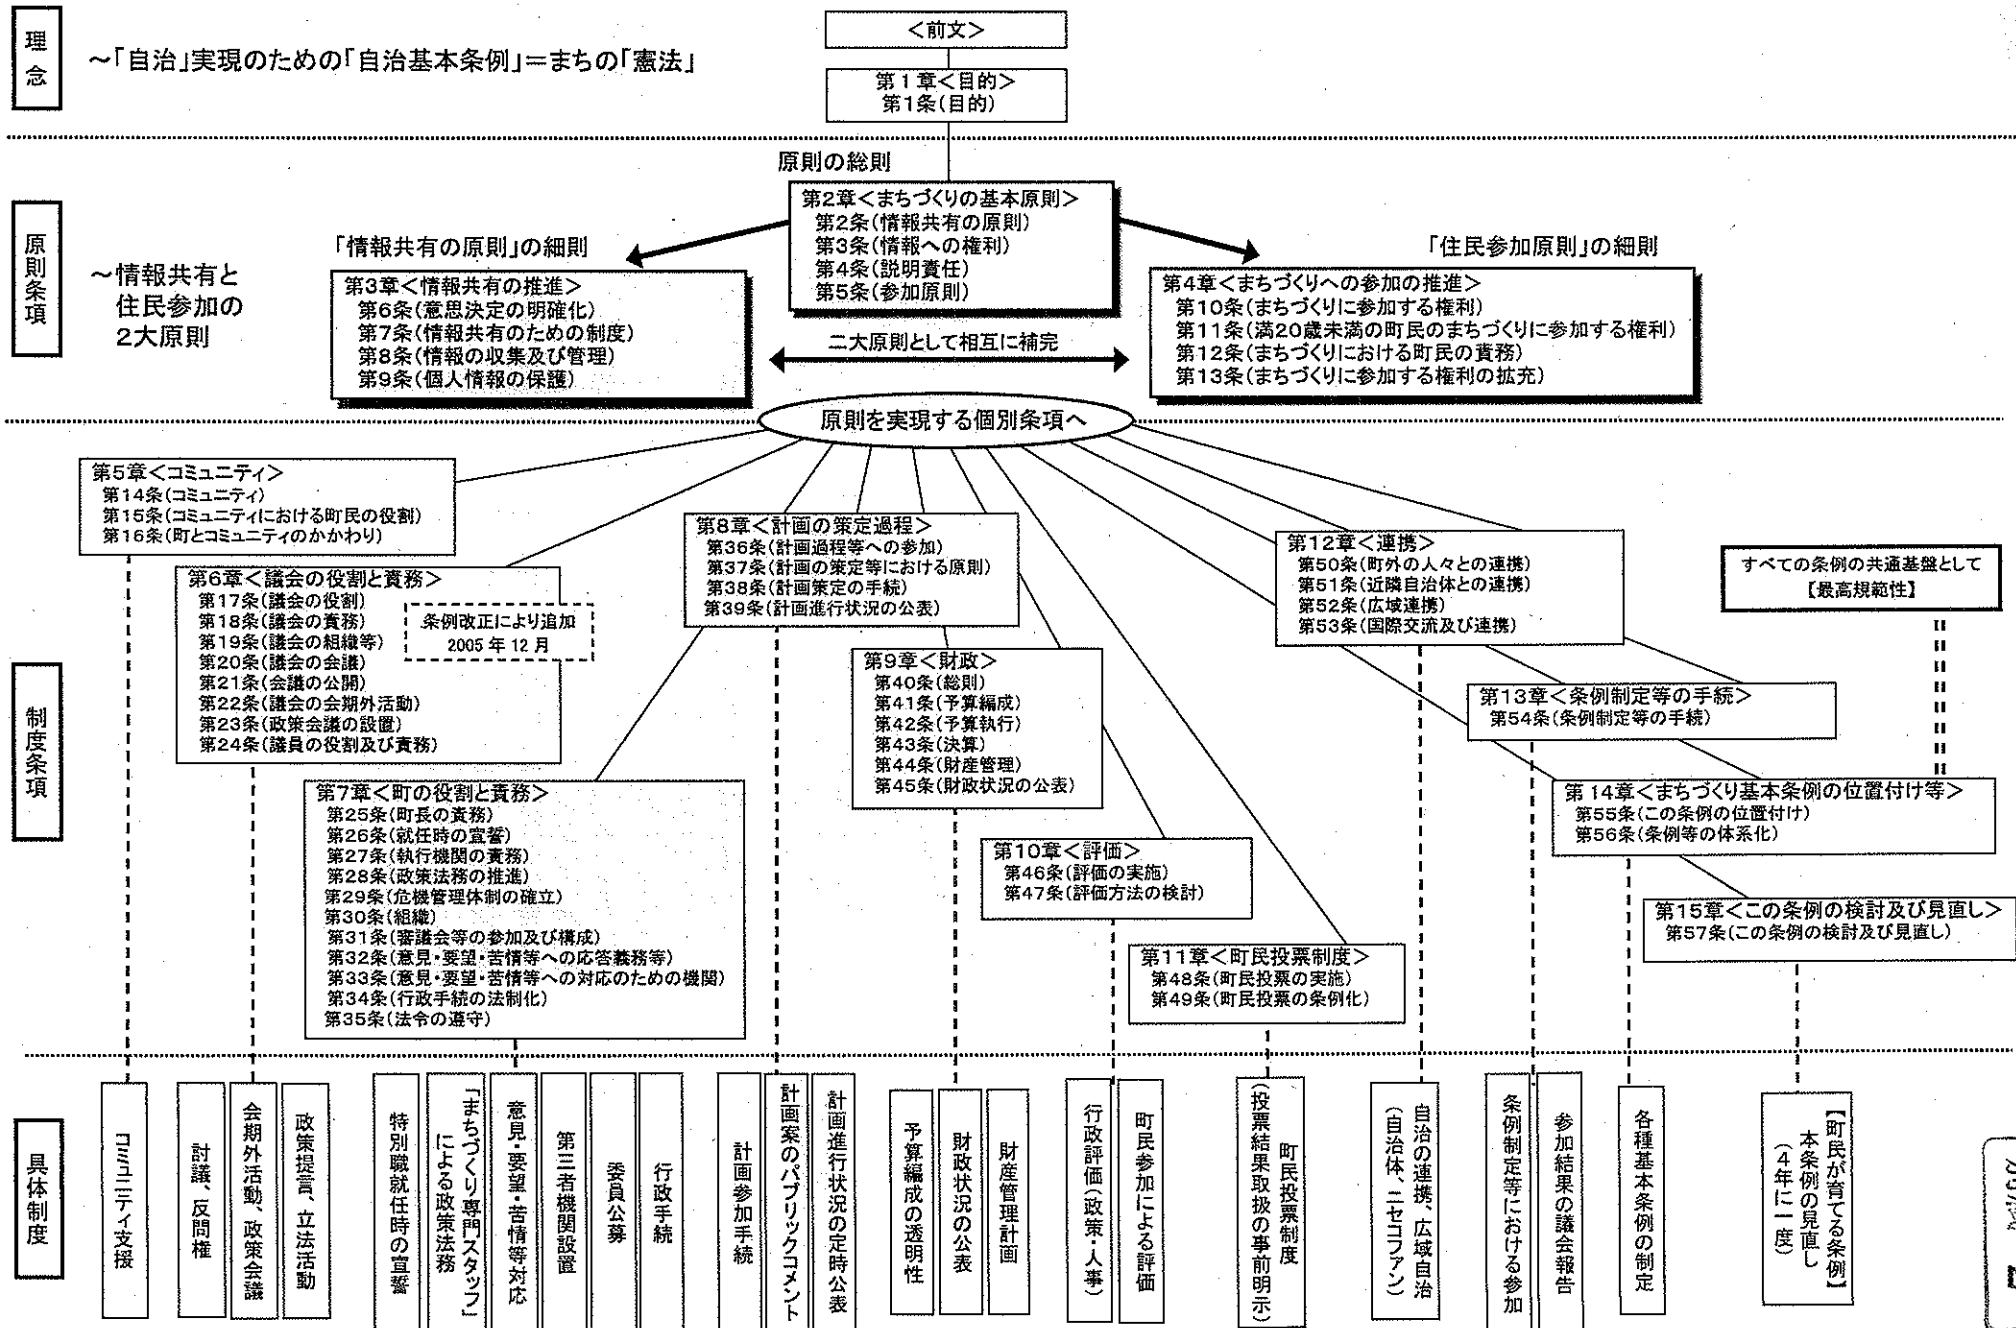 理念
～「自治」実現のための「自治基本条例」＝まちの「憲法」
＜前文＞
第1章＜目的＞
第1条(目的)
原則条項
～情報共有と
住民参加の
2大原則
原則の総則
第2章＜まちづくりの基本原則＞
第2条(情報共有の原則)
第3条(情報への権利)
第4条(説明責任)
第5条(参加原則)
「情報共有の原則」の細則
第3章＜情報共有の推進＞
第6条(意思決定の明確化)
第7条(情報共有のための制度)
第8条(情報の収集及び管理)
第9条(個人情報の保護)
二大原則として相互に補完
「住民参加原則」の細則
第4章＜まちづくりへの参加の推進＞
第10条(まちづくりに参加する権利)
第11条(満20歳未満の町民のまちづくりに参加する権利)
第12条(まちづくりにおける町民の責務)
第13条(まちづくりに参加する権利の拡充)
原則を実現する個別条項へ
制度条項
第5章＜コミュニティ＞
第14条(コミュニティ)
第15条(コミュニティにおける町民の役割)
第16条(町とコミュニティのかかわり)
第6章＜議会の役割と責務＞
第17条(議会の役割)
第18条(議会の責務)
第19条(議会の組織等)
第20条(議会の会議)
第21条(会議の公開)
第22条(議会の会期外活動)
第23条(政策会議の設置)
第24条(議員の役割及び責務)
条例改正により追加
2005年12月
第7章＜町の役割と責務＞
第25条(町長の責務)
第26条(就任時の宣誓)
第27条(執行機関の責務)
第28条(政策法務の推進)
第29条(危機管理体制の確立)
第30条(組織)
第31条(審議会等の参加及び構成)
第32条(意見・要望・苦情等への応答義務等)
第33条(意見・要望・苦情等への対応のための機関)
第34条(行政手続の法制化)
第35条(法令の遵守)
第8章＜計画の策定過程＞
第36条(計画過程等への参加)
第37条(計画の策定等における原則)
第38条(計画策定の手続)
第39条(計画進行状況の公表)
第9章＜財政＞
第40条(総則)
第41条(予算編成)
第42条(予算執行)
第43条(決算)
第44条(財産管理)
第45条(財政状況の公表)
第10章＜評価＞
第46条(評価の実施)
第47条(評価方法の検討)
第11章＜町民投票制度＞
第48条(町民投票の実施)
第49条(町民投票の条例化)
第12章＜連携＞
第50条(町外の人々との連携)
第51条(近隣自治体との連携)
第52条(広域連携)
第53条(国際交流及び連携)
すべての条例の共通基盤として
【最高規範性】
第13章＜条例制定等の手続＞
第54条(条例制定等の手続)
第14章＜まちづくり基本条例の位置付け等＞
第55条(この条例の位置付け)
第56条(条例等の体系化)
第15章＜この条例の検討及び見直し＞
第57条(この条例の検討及び見直し)
具体制度
コミュニティ支援
討議、反問権
会期外活動、政策会議
政策提言、立法活動
特別職就任時の宣誓
「まちづくり専門スタッフ」
による政策法務
意見・要望・苦情等対応
第三者機関設置
委員公募
行政手続
計画参加手続
計画案のパブリックコメント
計画進行状況の定時公表
予算編成の透明性
財政状況の公表
財産管理計画
行政評価(政策・人事)
町民参加による評価
町民投票制度
(投票結果取扱の事前明示)
自治の連携、広域自治
(自治体、ニセコファン)
条例制定等における参加
参加結果の議会報告
各種基本条例の制定
【町民が育てる条例】
本条例の見直し
(4年に一度)